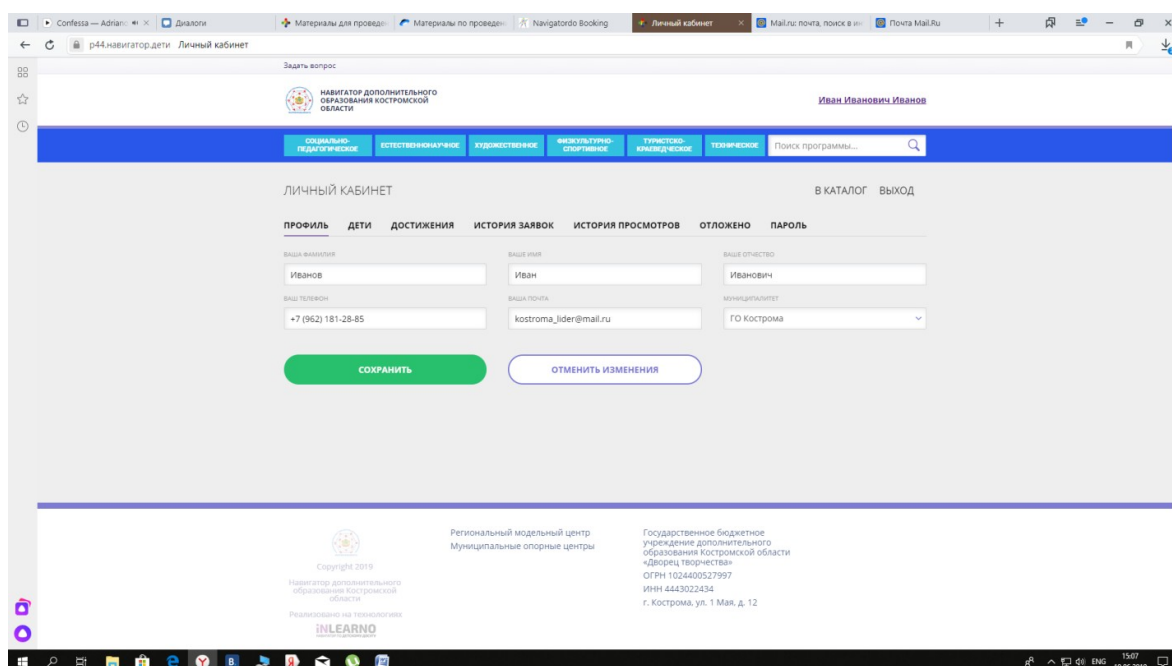 Confessa — Adriano
Диалоги
Материалы для проведен
Материалы по проведени
Navigatordo Booking
Личный кабинет
Mail.ru: почта, поиск в ин
Почта Mail.Ru
р44.навигатор.дети Личный кабинет
Задать вопрос
НАВИГАТОР ДОПОЛНИТЕЛЬНОГО
ОБРАЗОВАНИЯ КОСТРОМСКОЙ
ОБЛАСТИ
Иван Иванович Иванов
СОЦИАЛЬНО-
ПЕДАГОГИЧЕСКОЕ
ЕСТЕСТВЕННОНАУЧНОЕ
ХУДОЖЕСТВЕННОЕ
ФИЗКУЛЬТУРНО-
СПОРТИВНОЕ
ТУРИСТСКО-
КРАЕВЕДЧЕСКОЕ
ТЕХНИЧЕСКОЕ
Поиск программы...
ЛИЧНЫЙ КАБИНЕТ
В КАТАЛОГ ВЫХОД
ПРОФИЛЬ ДЕТИ ДОСТИЖЕНИЯ ИСТОРИЯ ЗАЯВОК ИСТОРИЯ ПРОСМОТРОВ ОТЛОЖЕНО ПАРОЛЬ
ВАША ФАМИЛИЯ ВАШЕ ИМЯ ВАШЕ ОТЧЕСТВО
Иванов Иван Иванович
ВАШ ТЕЛЕФОН ВАША ПОЧТА МУНИЦИПАЛИТЕТ
+7 (962) 181-28-85 kostroma_lider@mail.ru ГО Кострома
СОХРАНИТЬ ОТМЕНИТЬ ИЗМЕНЕНИЯ
Copyright 2019
Навигатор дополнительного
образования Костромской
области
Реализовано на технологиях
iNLEARNO
Региональный модельный центр
Муниципальные опорные центры
Государственное бюджетное
учреждение дополнительного
образования Костромской области
«Дворец творчества»
ОГРН 1024400527997
ИНН 4443022434
г. Кострома, ул. 1 Мая, д. 12
ENG
15:07